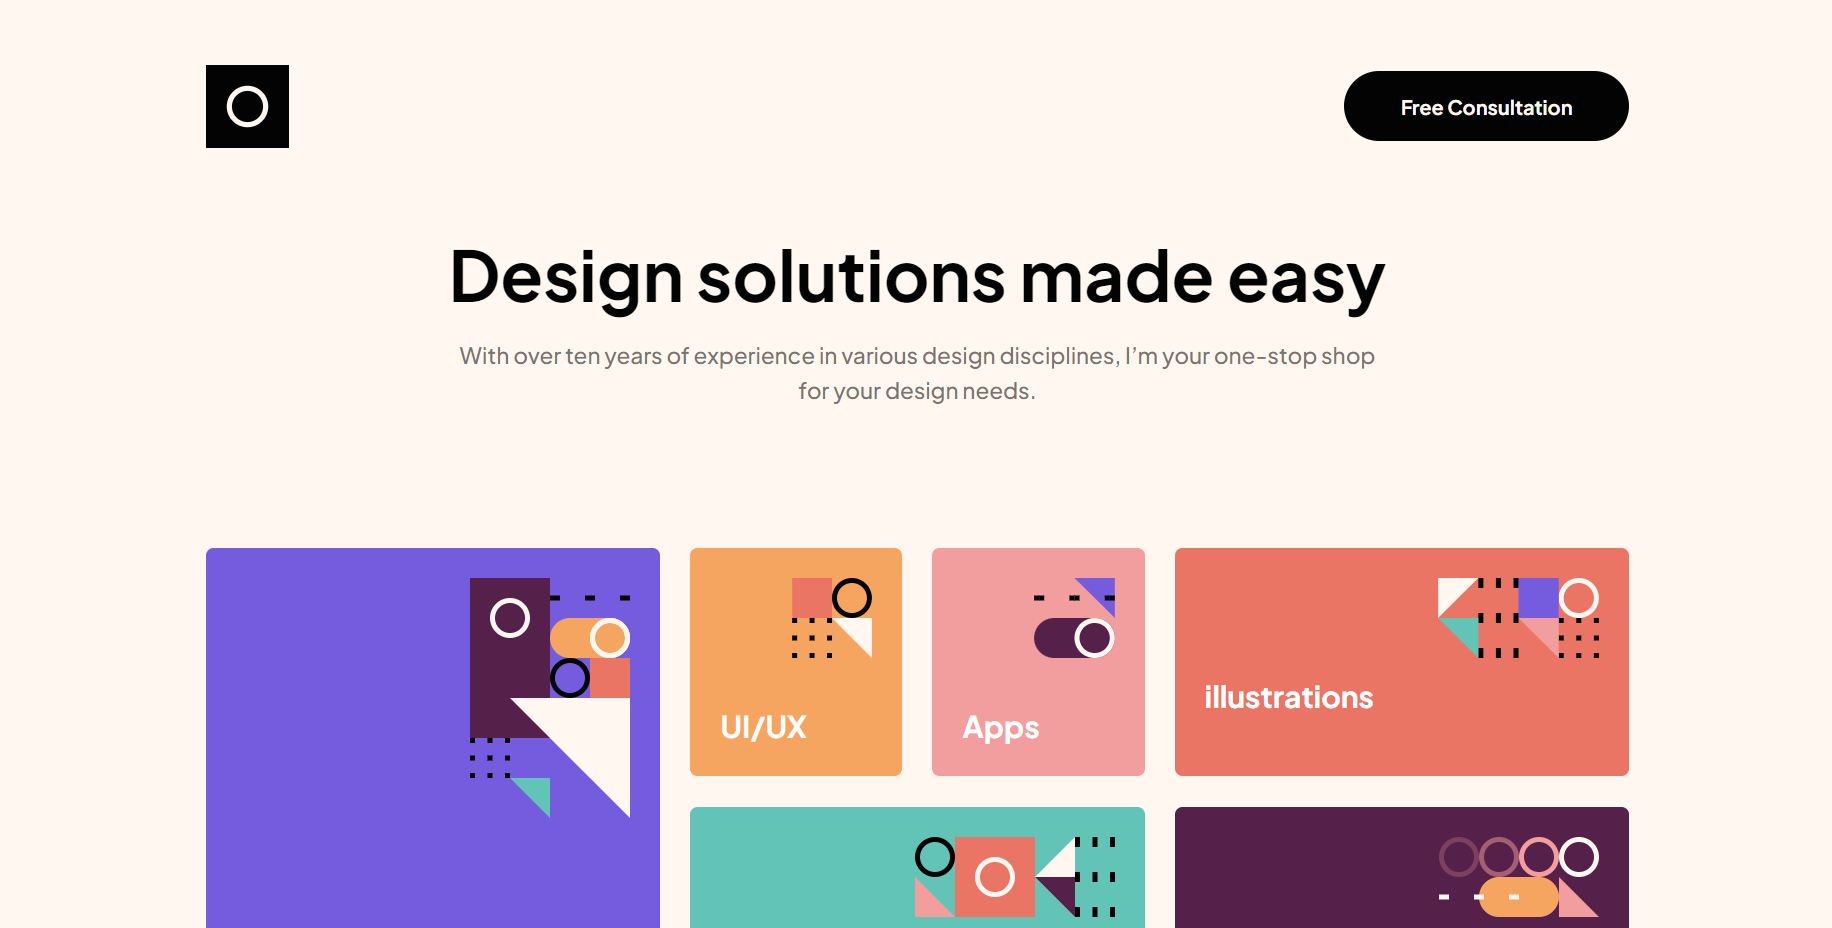 Free Consultation
Design solutions made easy
With over ten years of experience in various design disciplines, I’m your one-stop shop
for your design needs.
UI/UX
Apps
illustrations